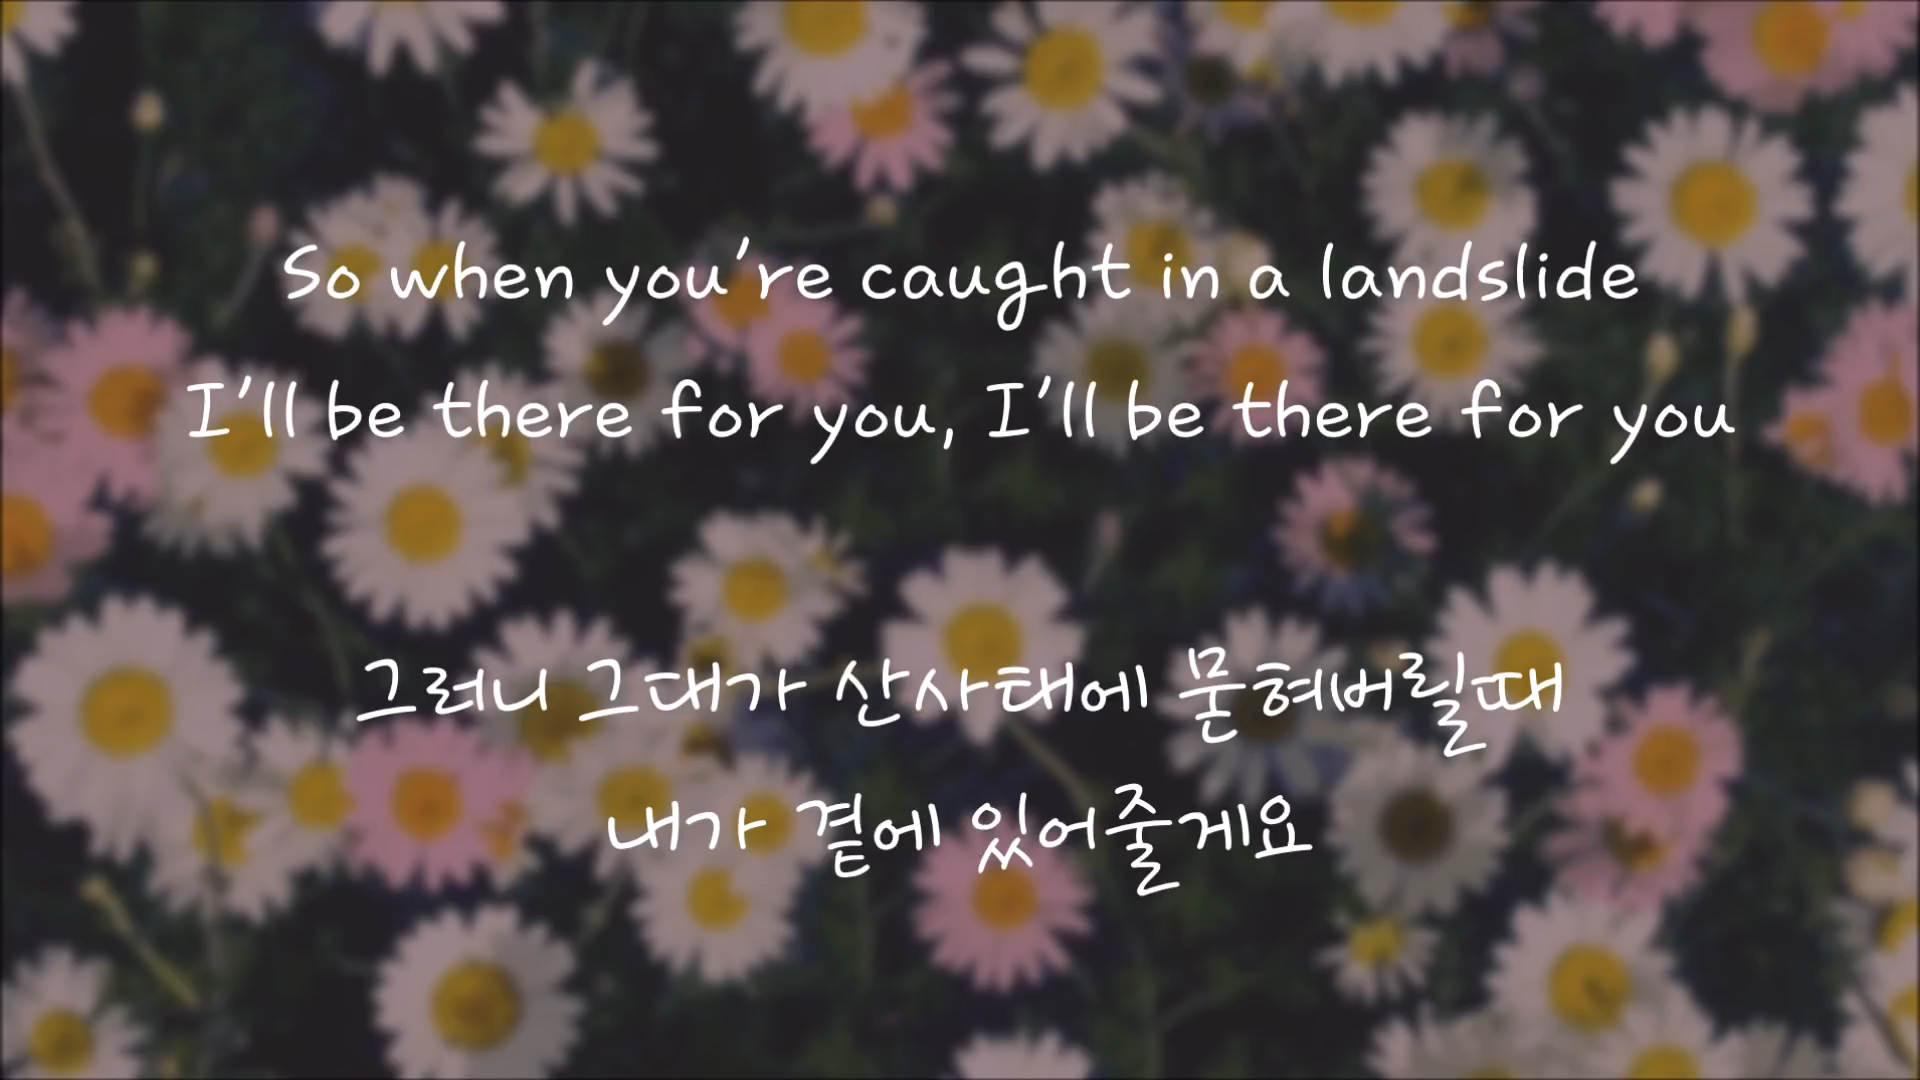 So when you're caught in a landslide
I'll be there for you, I'll be there for you
그러니 그대가 산사태에 묻혀버릴때
내가 곁에 있어줄게요